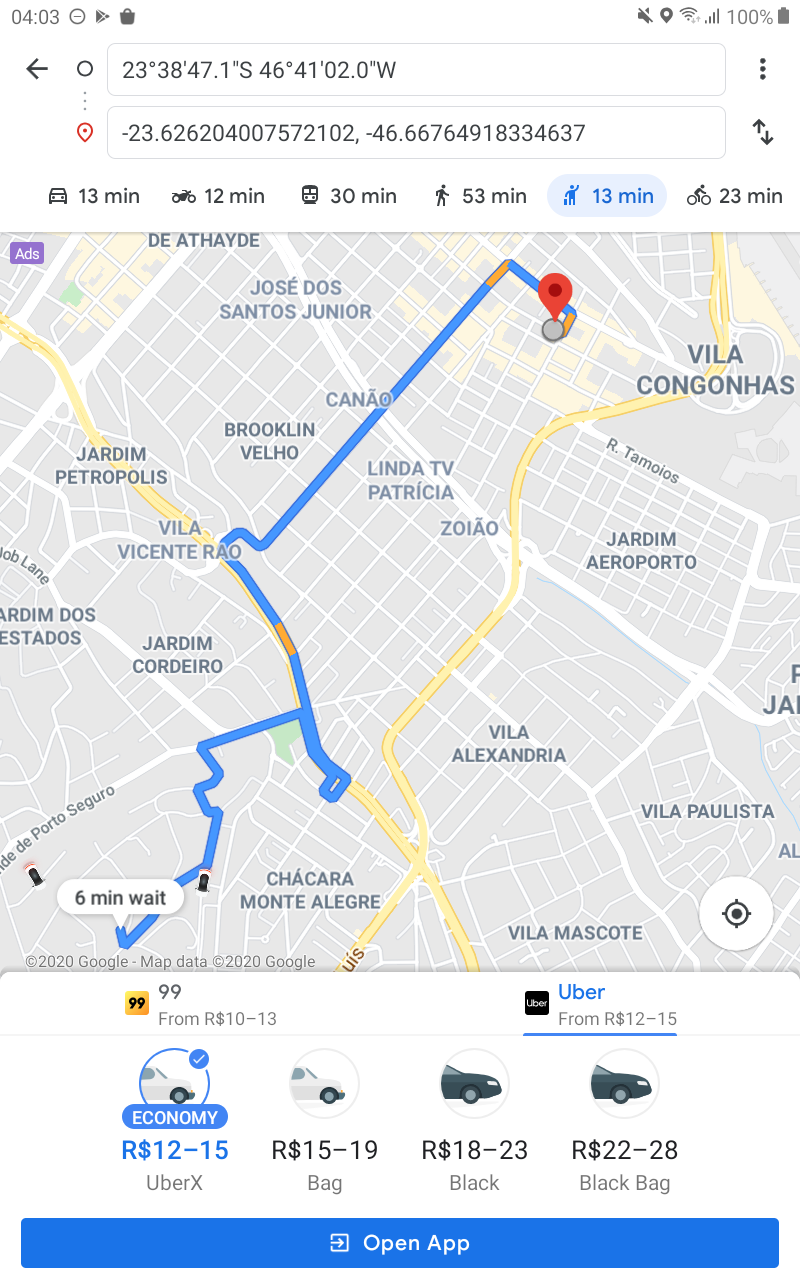 04:03
100%
23°38'47.1"S 46°41'02.0"W
-23.626204007572102, -46.66764918334637
13 min
12 min
30 min
53 min
13 min
23 min
Ads
DE ATHAYDE
JOSÉ DOS
SANTOS JUNIOR
VILA
CONGONHAS
CANÃO
BROOKLIN
VELHO
R. Tamoios
JARDIM
PETROPOLIS
LINDA TV
PATRÍCIA
VILA
VICENTE RAO
ZOIÃO
JARDIM
AEROPORTO
ob Lane
ARDIM DOS
ESTADOS
JARDIM
CORDEIRO
JAR
VILA
ALEXANDRIA
de de Porto Seguro
VILA PAULISTA
AL
CHÁCARA
MONTE ALEGRE
6 min wait
VILA MASCOTE
uís
©2020 Google - Map data ©2020 Google
99
99
From R$10–13
Uber
Uber
From R$12–15
ECONOMY
R$12–15
UberX
R$15–19
Bag
R$18–23
Black
R$22–28
Black Bag
Open App